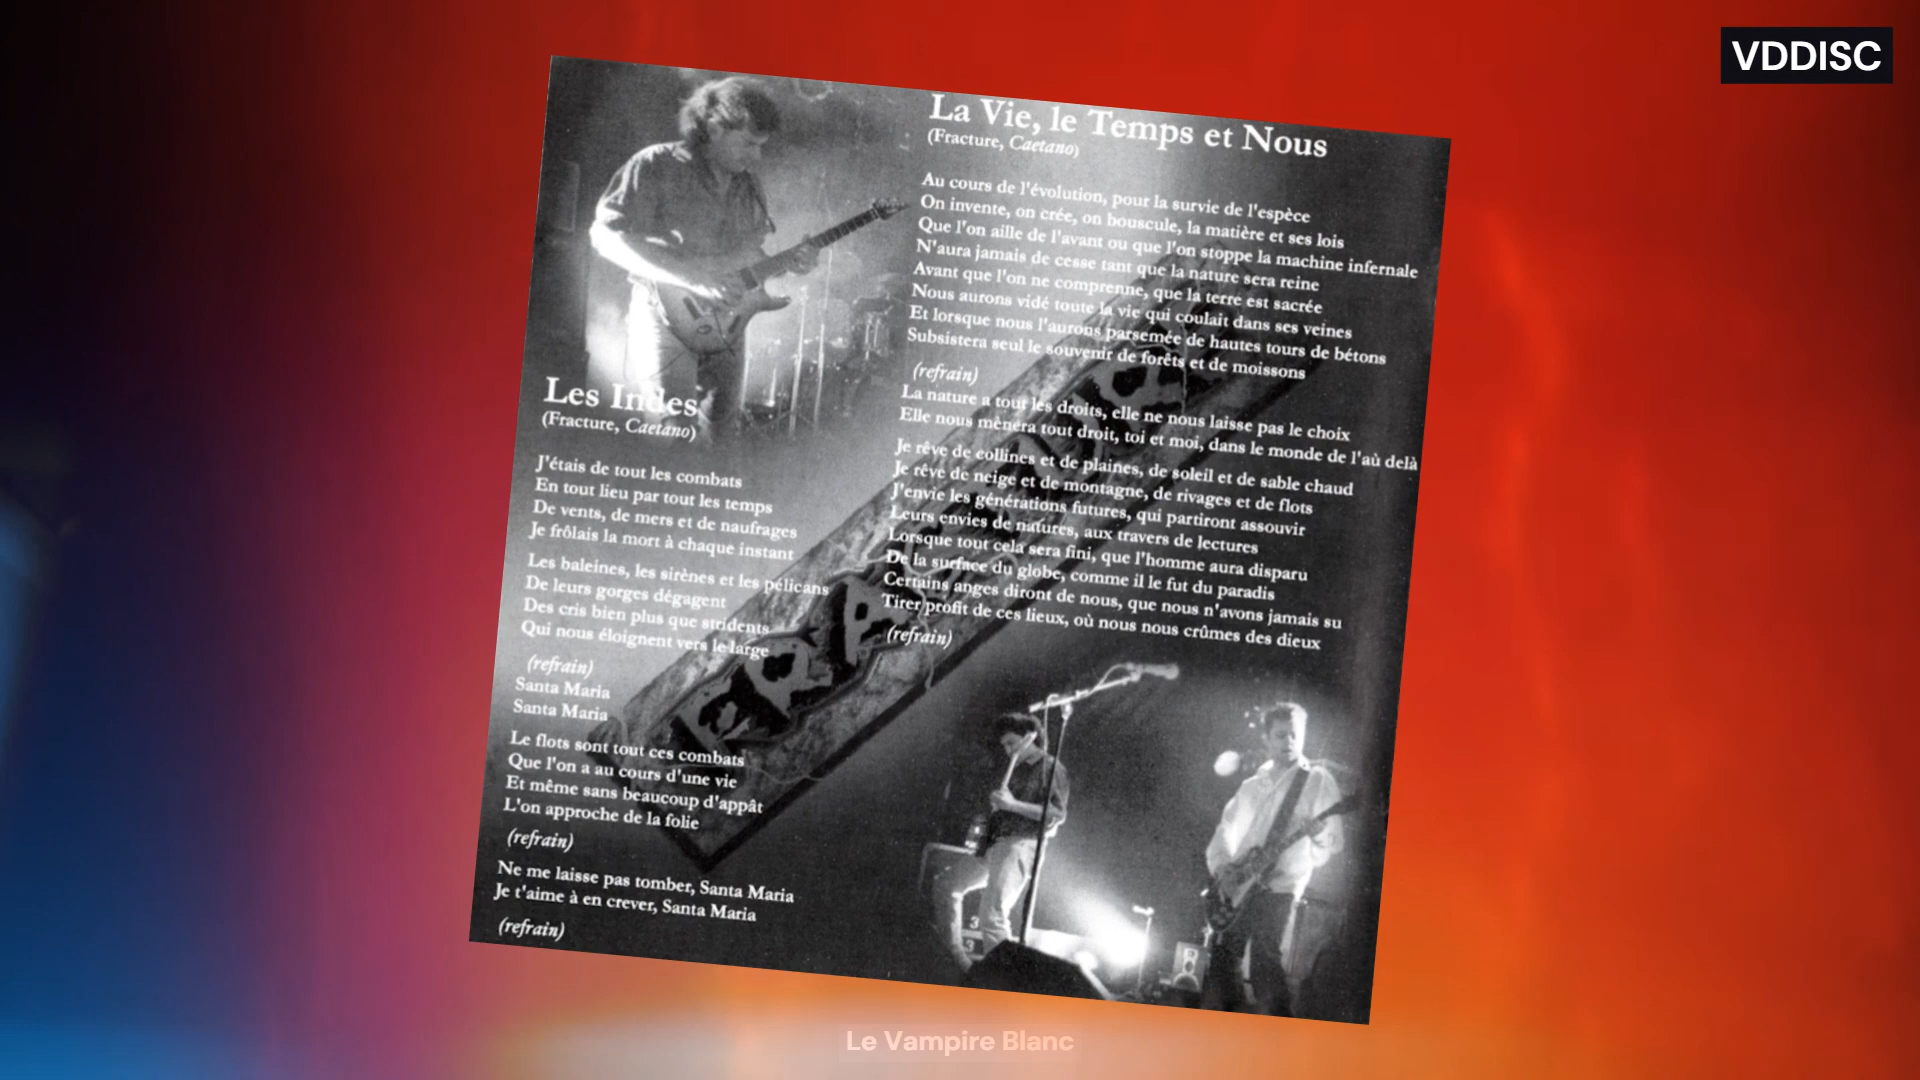 VDDISC
Les Indes
(Fracture, Caetano)
J'étais de tout les combats
En tout lieu par tout les temps
De vents, de mers et de naufrages
Je frôlais la mort à chaque instant
Les baleines, les sirènes et les pélicans
De leurs gorges dégagent
Des cris bien plus que stridents
Qui nous éloignent vers le large
(refrain)
Santa Maria
Santa Maria
Le flots sont tout ces combats
Que l'on a au cours d'une vie
Et même sans beaucoup d'appât
L'on approche de la folie
(refrain)
Ne me laisse pas tomber, Santa Maria
Je t'aime à en crever, Santa Maria
(refrain)
La Vie, le Temps et Nous
(Fracture, Caetano)
Au cours de l'évolution, pour la survie de l'espèce
On invente, on crée, on bouscule, la matière et ses lois
Que l'on aille de l'avant ou que l'on stoppe la machine infernale
N'aura jamais de cesse tant que la nature sera reine
Avant que l'on ne comprenne, que la terre est sacrée
Nous aurons vidé toute la vie qui coulait dans ses veines
Et lorsque nous l'aurons parsemée de hautes tours de bétons
Subsistera seul le souvenir de forêts et de moissons
(refrain)
La nature a tout les droits, elle ne nous laisse pas le choix
Elle nous mènera tout droit, toi et moi, dans le monde de l'aù delà
Je rêve de collines et de plaines, de soleil et de sable chaud
Je rêve de neige et de montagne, de rivages et de flots
J'envie les générations futures, qui partiront assouvir
Leurs envies de natures, aux travers de lectures
Lorsque tout cela sera fini, que l'homme aura disparu
De la surface du globe, comme il le fut du paradis
Certains anges diront de nous, que nous n'avons jamais su
Tirer profit de ces lieux, où nous nous crûmes des dieux
(refrain)
FRACTURE
3
3
Le Vampire Blanc